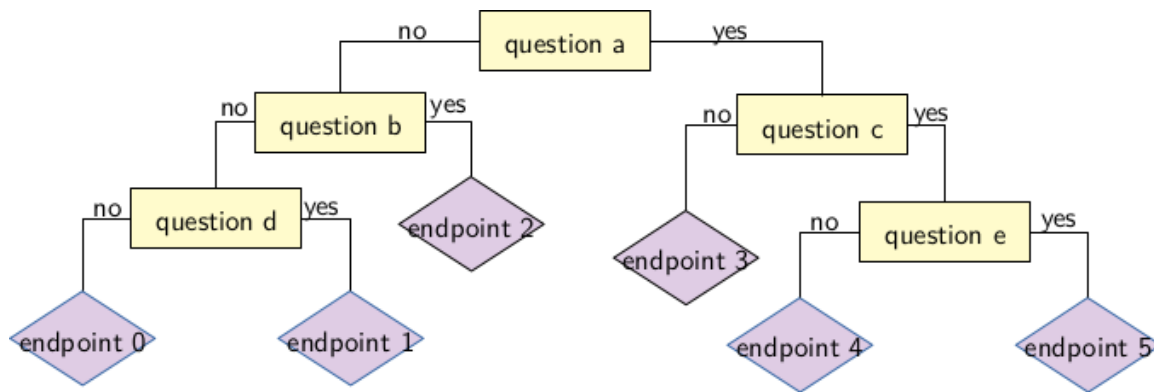 question a
no
yes
question b
no
yes
question c
no
yes
question d
no
yes
endpoint 2
endpoint 3
question e
no
yes
endpoint 0
endpoint 1
endpoint 4
endpoint 5